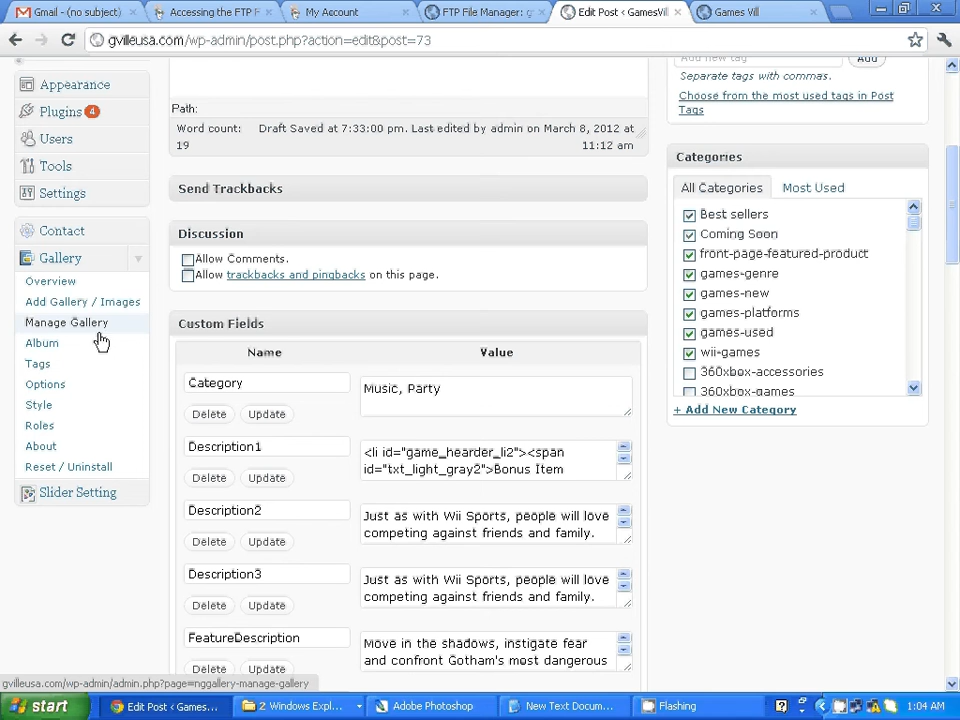 Gmail - (no subject)
Accessing the FTP F
My Account
FTP File Manager: g
Edit Post ‹ GamesVil
Games Vill
gvilleusa.com/wp-admin/post.php?action=edit&post=73
Appearance
Plugins 4
Users
Tools
Settings
Contact
Gallery
Overview
Add Gallery / Images
Manage Gallery
Album
Tags
Options
Style
Roles
About
Reset / Uninstall
Slider Setting
Path:
Word count:
19
Draft Saved at 7:33:00 pm. Last edited by admin on March 8, 2012 at
11:12 am
Send Trackbacks
Discussion
Allow Comments.
Allow trackbacks and pingbacks on this page.
Custom Fields
Name
Value
Category
Music, Party
Delete
Update
Description1
<li id="game_hearder_li2"><span
id="txt_light_gray2">Bonus Item
Delete
Update
Description2
Just as with Wii Sports, people will love
competing against friends and family.
Delete
Update
Description3
Just as with Wii Sports, people will love
competing against friends and family.
Delete
Update
FeatureDescription
Move in the shadows, instigate fear
and confront Gotham's most dangerous
Delete
Update
Add new tag
Add
Separate tags with commas.
Choose from the most used tags in Post
Tags
Categories
All Categories
Most Used
Best sellers
Coming Soon
front-page-featured-product
games-genre
games-new
games-platforms
games-used
wii-games
360xbox-accessories
360xbox-games
+ Add New Category
gvilleusa.com/wp-admin/admin.php?page=nggallery-manage-gallery
start
Edit Post ‹ Games...
2 Windows Expl...
Adobe Photoshop
New Text Docum...
Flashing
1:04 AM